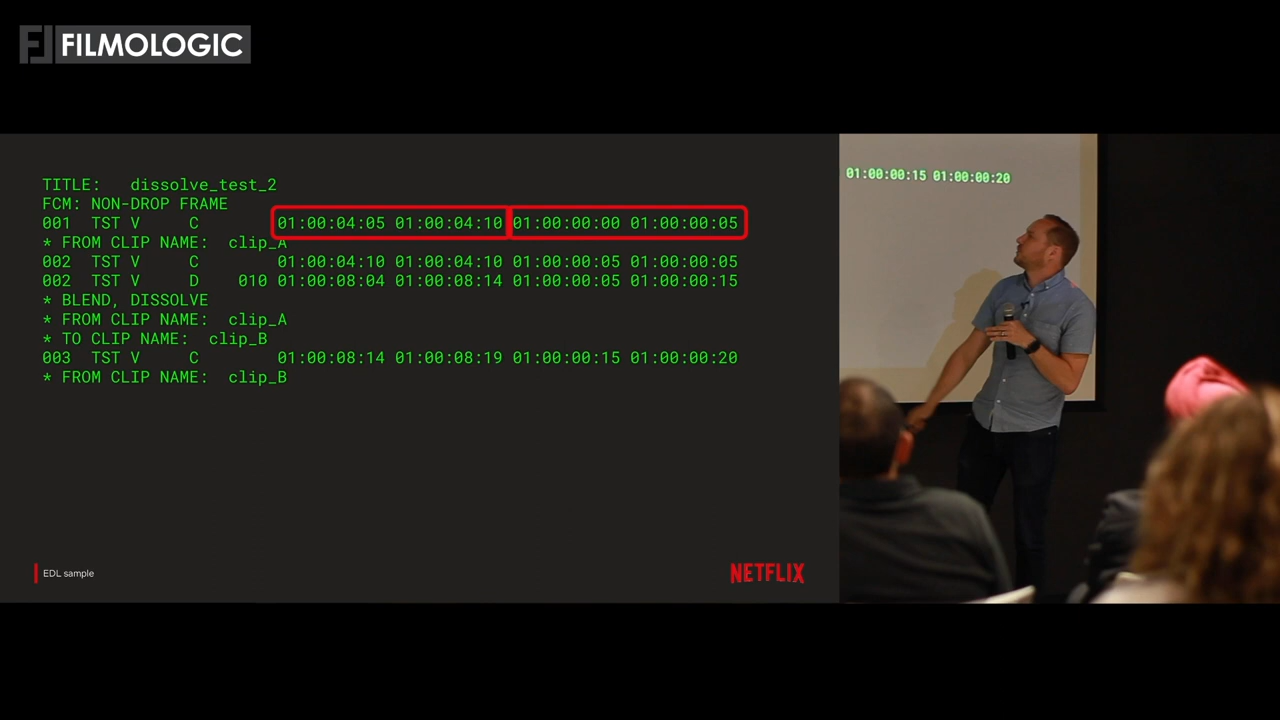 FILMOLOGIC
TITLE: dissolve_test_2
FCM: NON-DROP FRAME
001 TST V C 01:00:04:05 01:00:04:10 01:00:00:00 01:00:00:05
* FROM CLIP NAME: clip_A
002 TST V C 01:00:04:10 01:00:04:10 01:00:00:05 01:00:00:05
002 TST V D 010 01:00:08:04 01:00:08:14 01:00:00:05 01:00:00:15
* BLEND, DISSOLVE
* FROM CLIP NAME: clip_A
* TO CLIP NAME: clip_B
003 TST V C 01:00:08:14 01:00:08:19 01:00:00:15 01:00:00:20
* FROM CLIP NAME: clip_B
EDL sample
NETFLIX
01:00:00:15 01:00:00:20